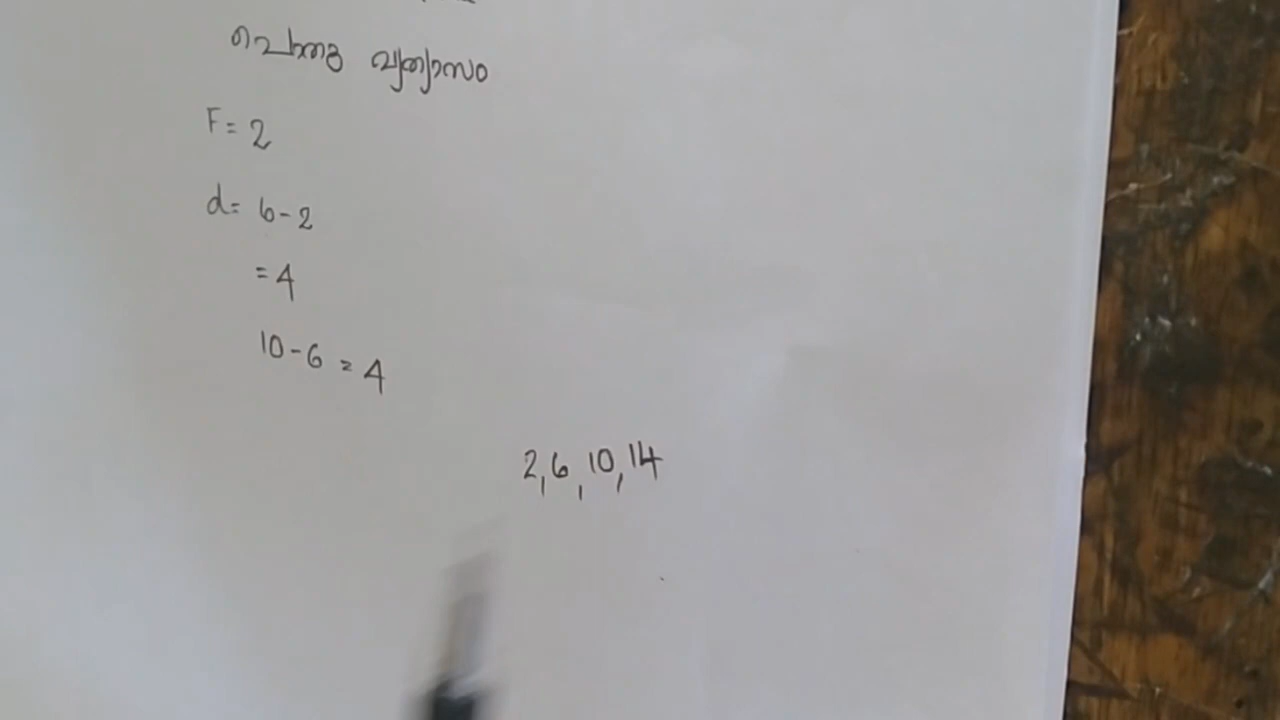 പൊതു വ്യത്യാസം
F = 2
d = 6 - 2
= 4
10 - 6 = 4
2, 6, 10, 14